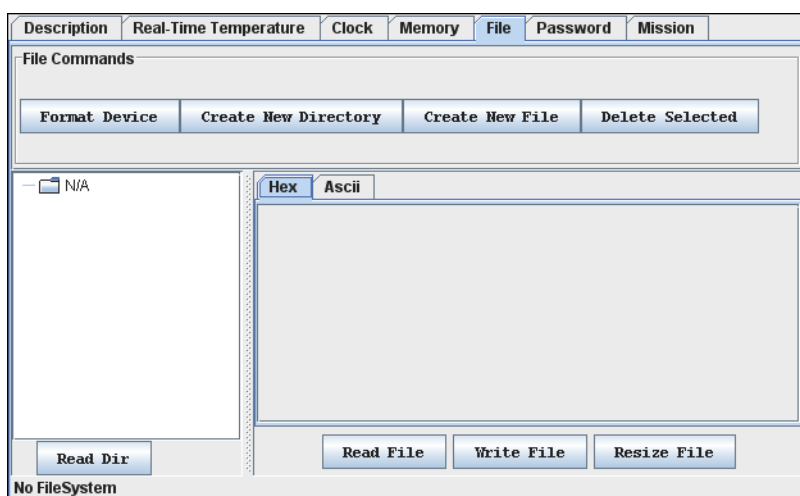 Description Real-Time Temperature Clock Memory File Password Mission
File Commands
Format Device Create New Directory Create New File Delete Selected
N/A
Hex Ascii
Read Dir
Read File Write File Resize File
No FileSystem